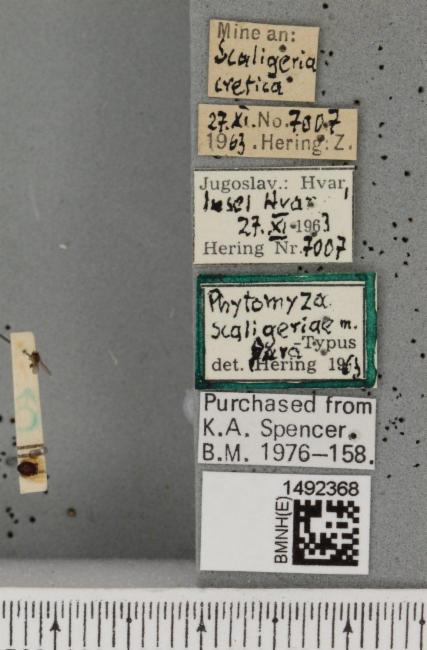 Mine an:
Scaligeria
cretica
27.XI.No.7007
1963.Hering:Z.
Jugoslav.: Hvar,
Insel Hvar
27.XI.1963
Hering Nr.7007
Phytomyza
scaligeriae m.
Para-Typus
det. Hering 1963
Purchased from
K.A. Spencer.
B.M. 1976–158.
1492368
BMNH(E)